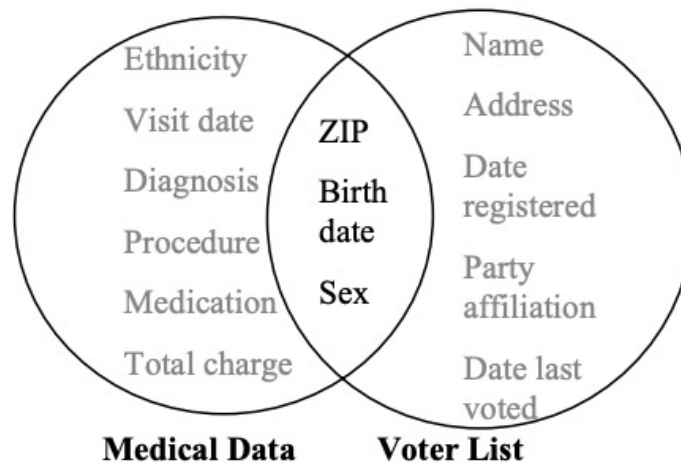 Ethnicity
Visit date
Diagnosis
Procedure
Medication
Total charge
ZIP
Birth
date
Sex
Name
Address
Date
registered
Party
affiliation
Date last
voted
Medical Data
Voter List